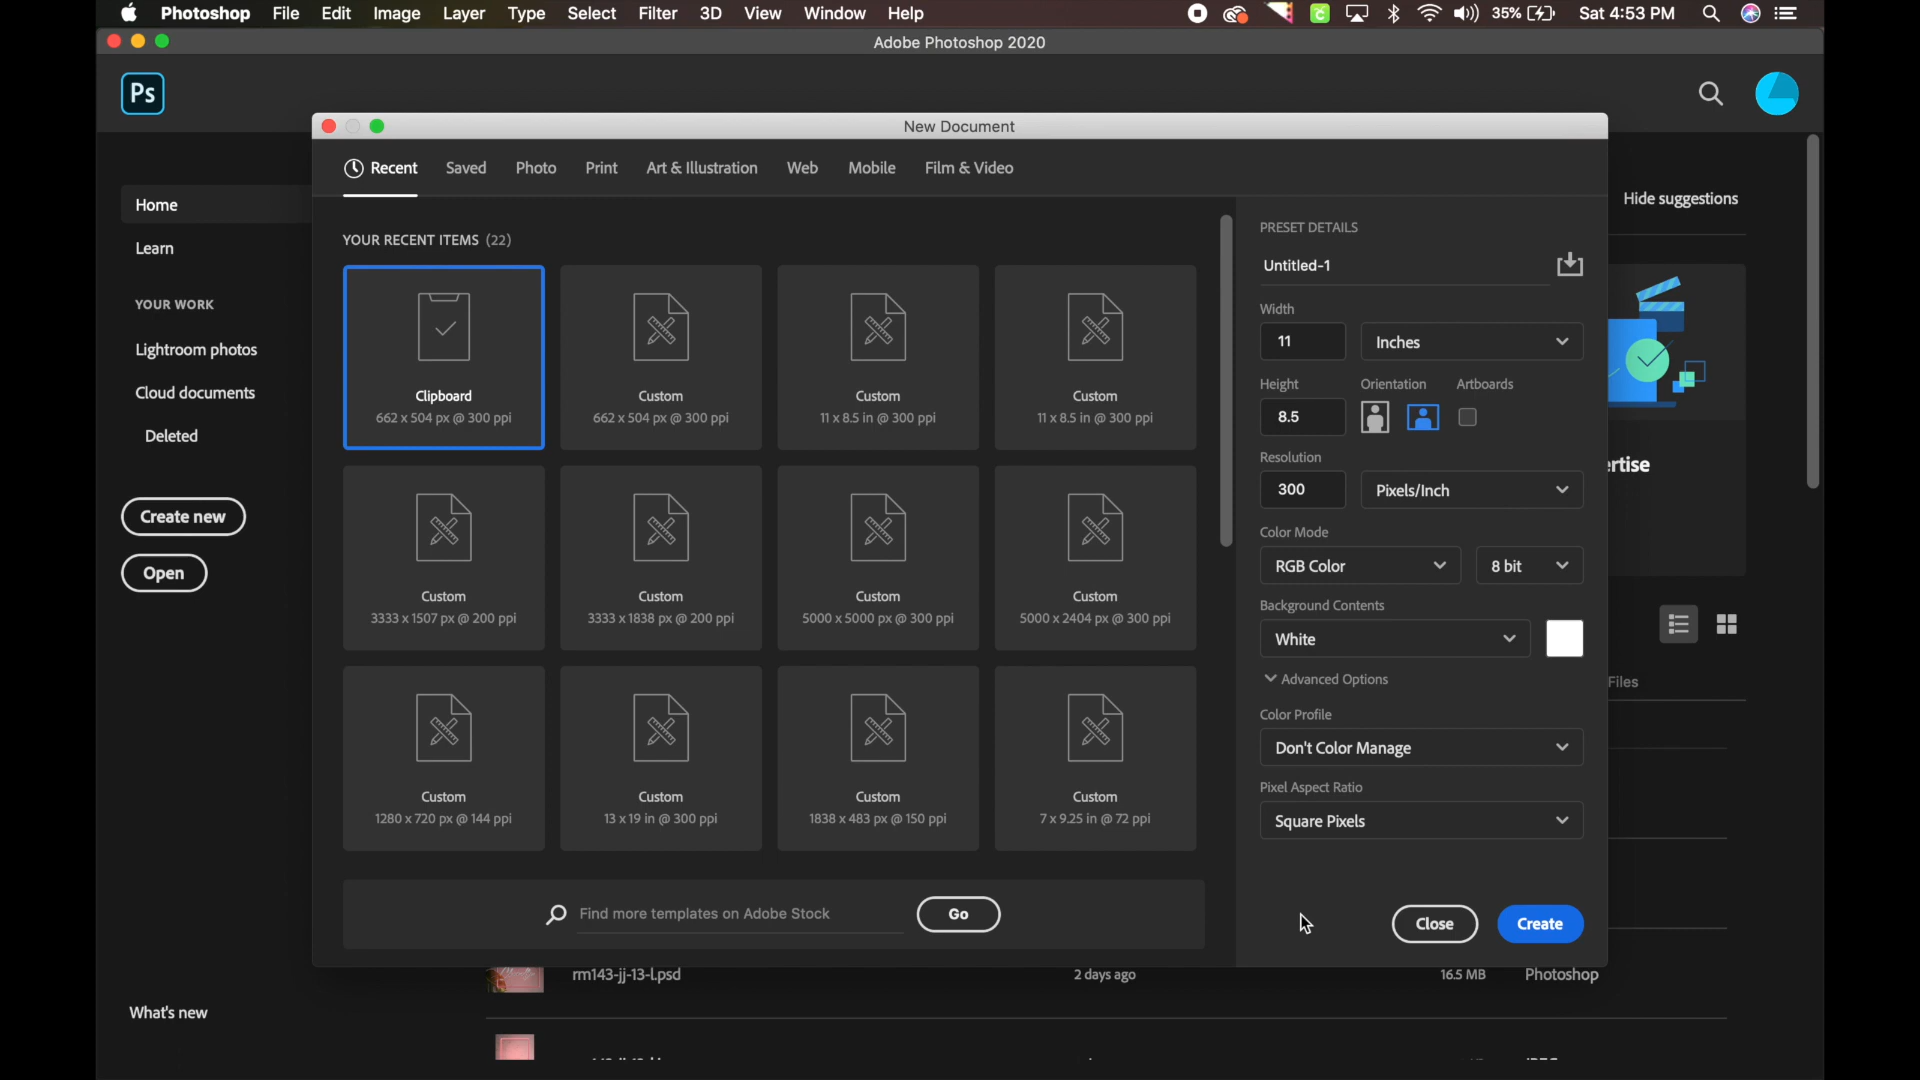 Photoshop File Edit Image Layer Type Select Filter 3D View Window Help 35% Sat 4:53 PM
Adobe Photoshop 2020
Ps
New Document
Recent Saved Photo Print Art & Illustration Web Mobile Film & Video
Home
Learn
YOUR WORK
Lightroom photos
Cloud documents
Deleted
Create new
Open
What's new
YOUR RECENT ITEMS (22)
Clipboard
662 x 504 px @ 300 ppi
Custom
662 x 504 px @ 300 ppi
Custom
11 x 8.5 in @ 300 ppi
Custom
11 x 8.5 in @ 300 ppi
Custom
3333 x 1507 px @ 200 ppi
Custom
3333 x 1838 px @ 200 ppi
Custom
5000 x 5000 px @ 300 ppi
Custom
5000 x 2404 px @ 300 ppi
Custom
1280 x 720 px @ 144 ppi
Custom
13 x 19 in @ 300 ppi
Custom
1838 x 483 px @ 150 ppi
Custom
7 x 9.25 in @ 72 ppi
Find more templates on Adobe Stock
Go
PRESET DETAILS
Untitled-1
Width
11 Inches
Height Orientation Artboards
8.5
Resolution
300 Pixels/Inch
Color Mode
RGB Color 8 bit
Background Contents
White
Advanced Options
Color Profile
Don't Color Manage
Pixel Aspect Ratio
Square Pixels
Close Create
Hide suggestions
ertise
Files
rm143-jj-13-l.psd 2 days ago 16.5 MB Photoshop